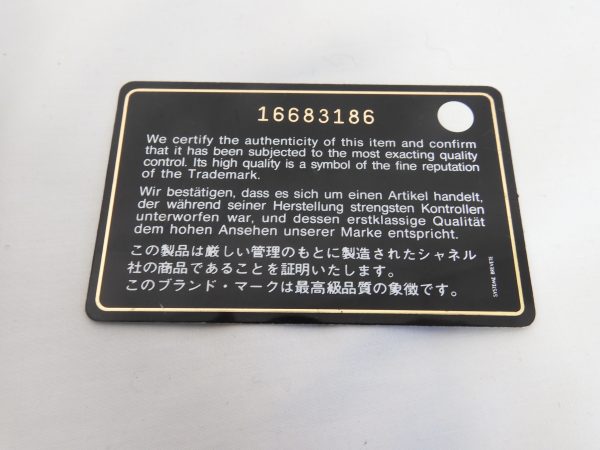 16683186
We certify the authenticity of this item and confirm
that it has been subjected to the most exacting quality
control. Its high quality is a symbol of the fine reputation
of the Trademark.
Wir bestätigen, dass es sich um einen Artikel handelt,
der während seiner Herstellung strengsten Kontrollen
unterworfen war, und dessen erstklassige Qualität
dem hohen Ansehen unserer Marke entspricht.
この製品は厳しい管理のもとに製造されたシャネル
社の商品であることを証明いたします。
このブランド・マークは最高級品質の象徴です。
SYSTEME BREVETE